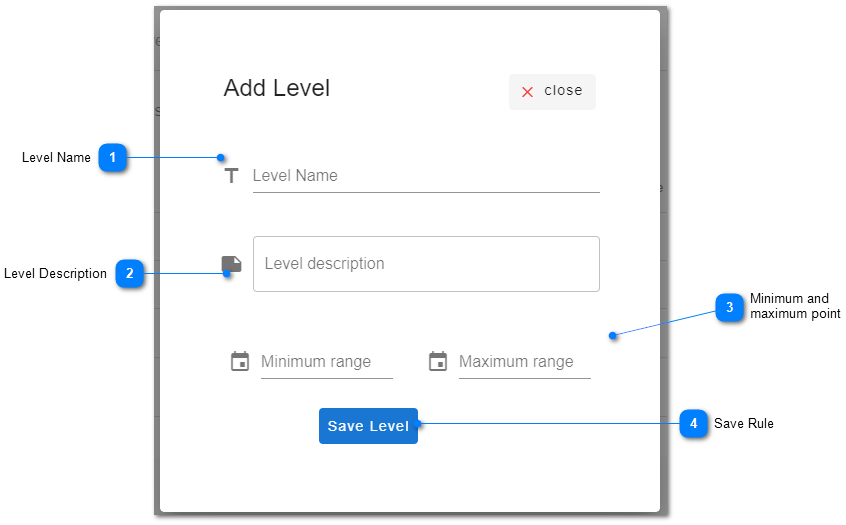 Add Level
close
Level Name
1
Level Name
Level description
Level Description
2
3
Minimum and
maximum point
Minimum range
Maximum range
Save Level
4
Save Rule